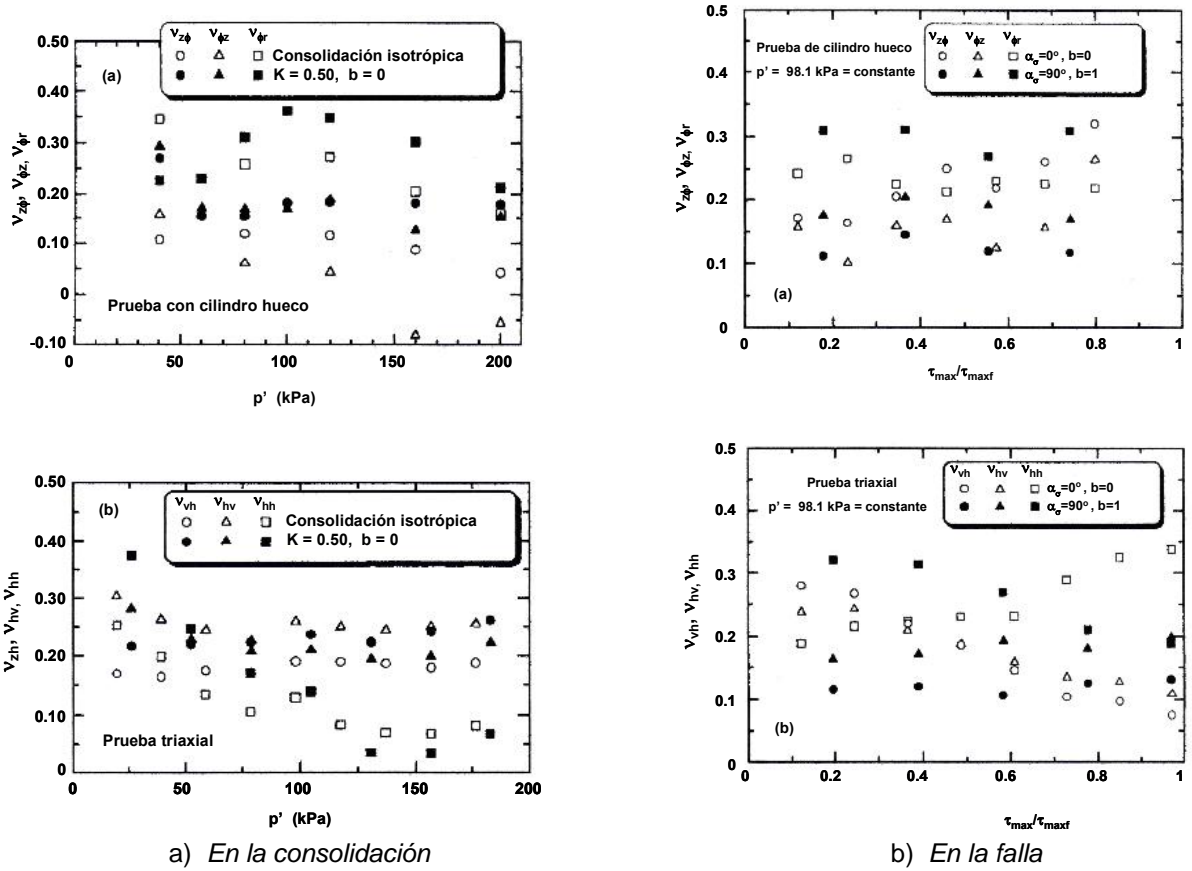 ν_zϕ ν_ϕz ν_ϕr
Consolidación isotrópica
K = 0.50, b = 0
(a)
0.50
0.40
0.30
0.20
0.10
0
-0.10
ν_zϕ, ν_ϕz, ν_ϕr
Prueba con cilindro hueco
0 50 100 150 200
p' (kPa)
ν_zϕ ν_ϕz ν_ϕr
α_σ=0°, b=0
α_σ=90°, b=1
Prueba de cilindro hueco
p' = 98.1 kPa = constante
0.5
0.4
0.3
0.2
0.1
0
ν_zϕ, ν_ϕz, ν_ϕr
(a)
0 0.2 0.4 0.6 0.8 1
τ_max/τ_maxf
(b)
ν_vh ν_hv ν_hh
Consolidación isotrópica
K = 0.50, b = 0
0.50
0.40
0.30
0.20
0.10
0
ν_zh, ν_hv, ν_hh
Prueba triaxial
0 50 100 150 200
p' (kPa)
a) En la consolidación
ν_vh ν_hv ν_hh
α_σ=0°, b=0
α_σ=90°, b=1
Prueba triaxial
p' = 98.1 kPa = constante
0.5
0.4
0.3
0.2
0.1
0
ν_vh, ν_hv, ν_hh
(b)
0 0.2 0.4 0.6 0.8 1
τ_max/τ_maxf
b) En la falla